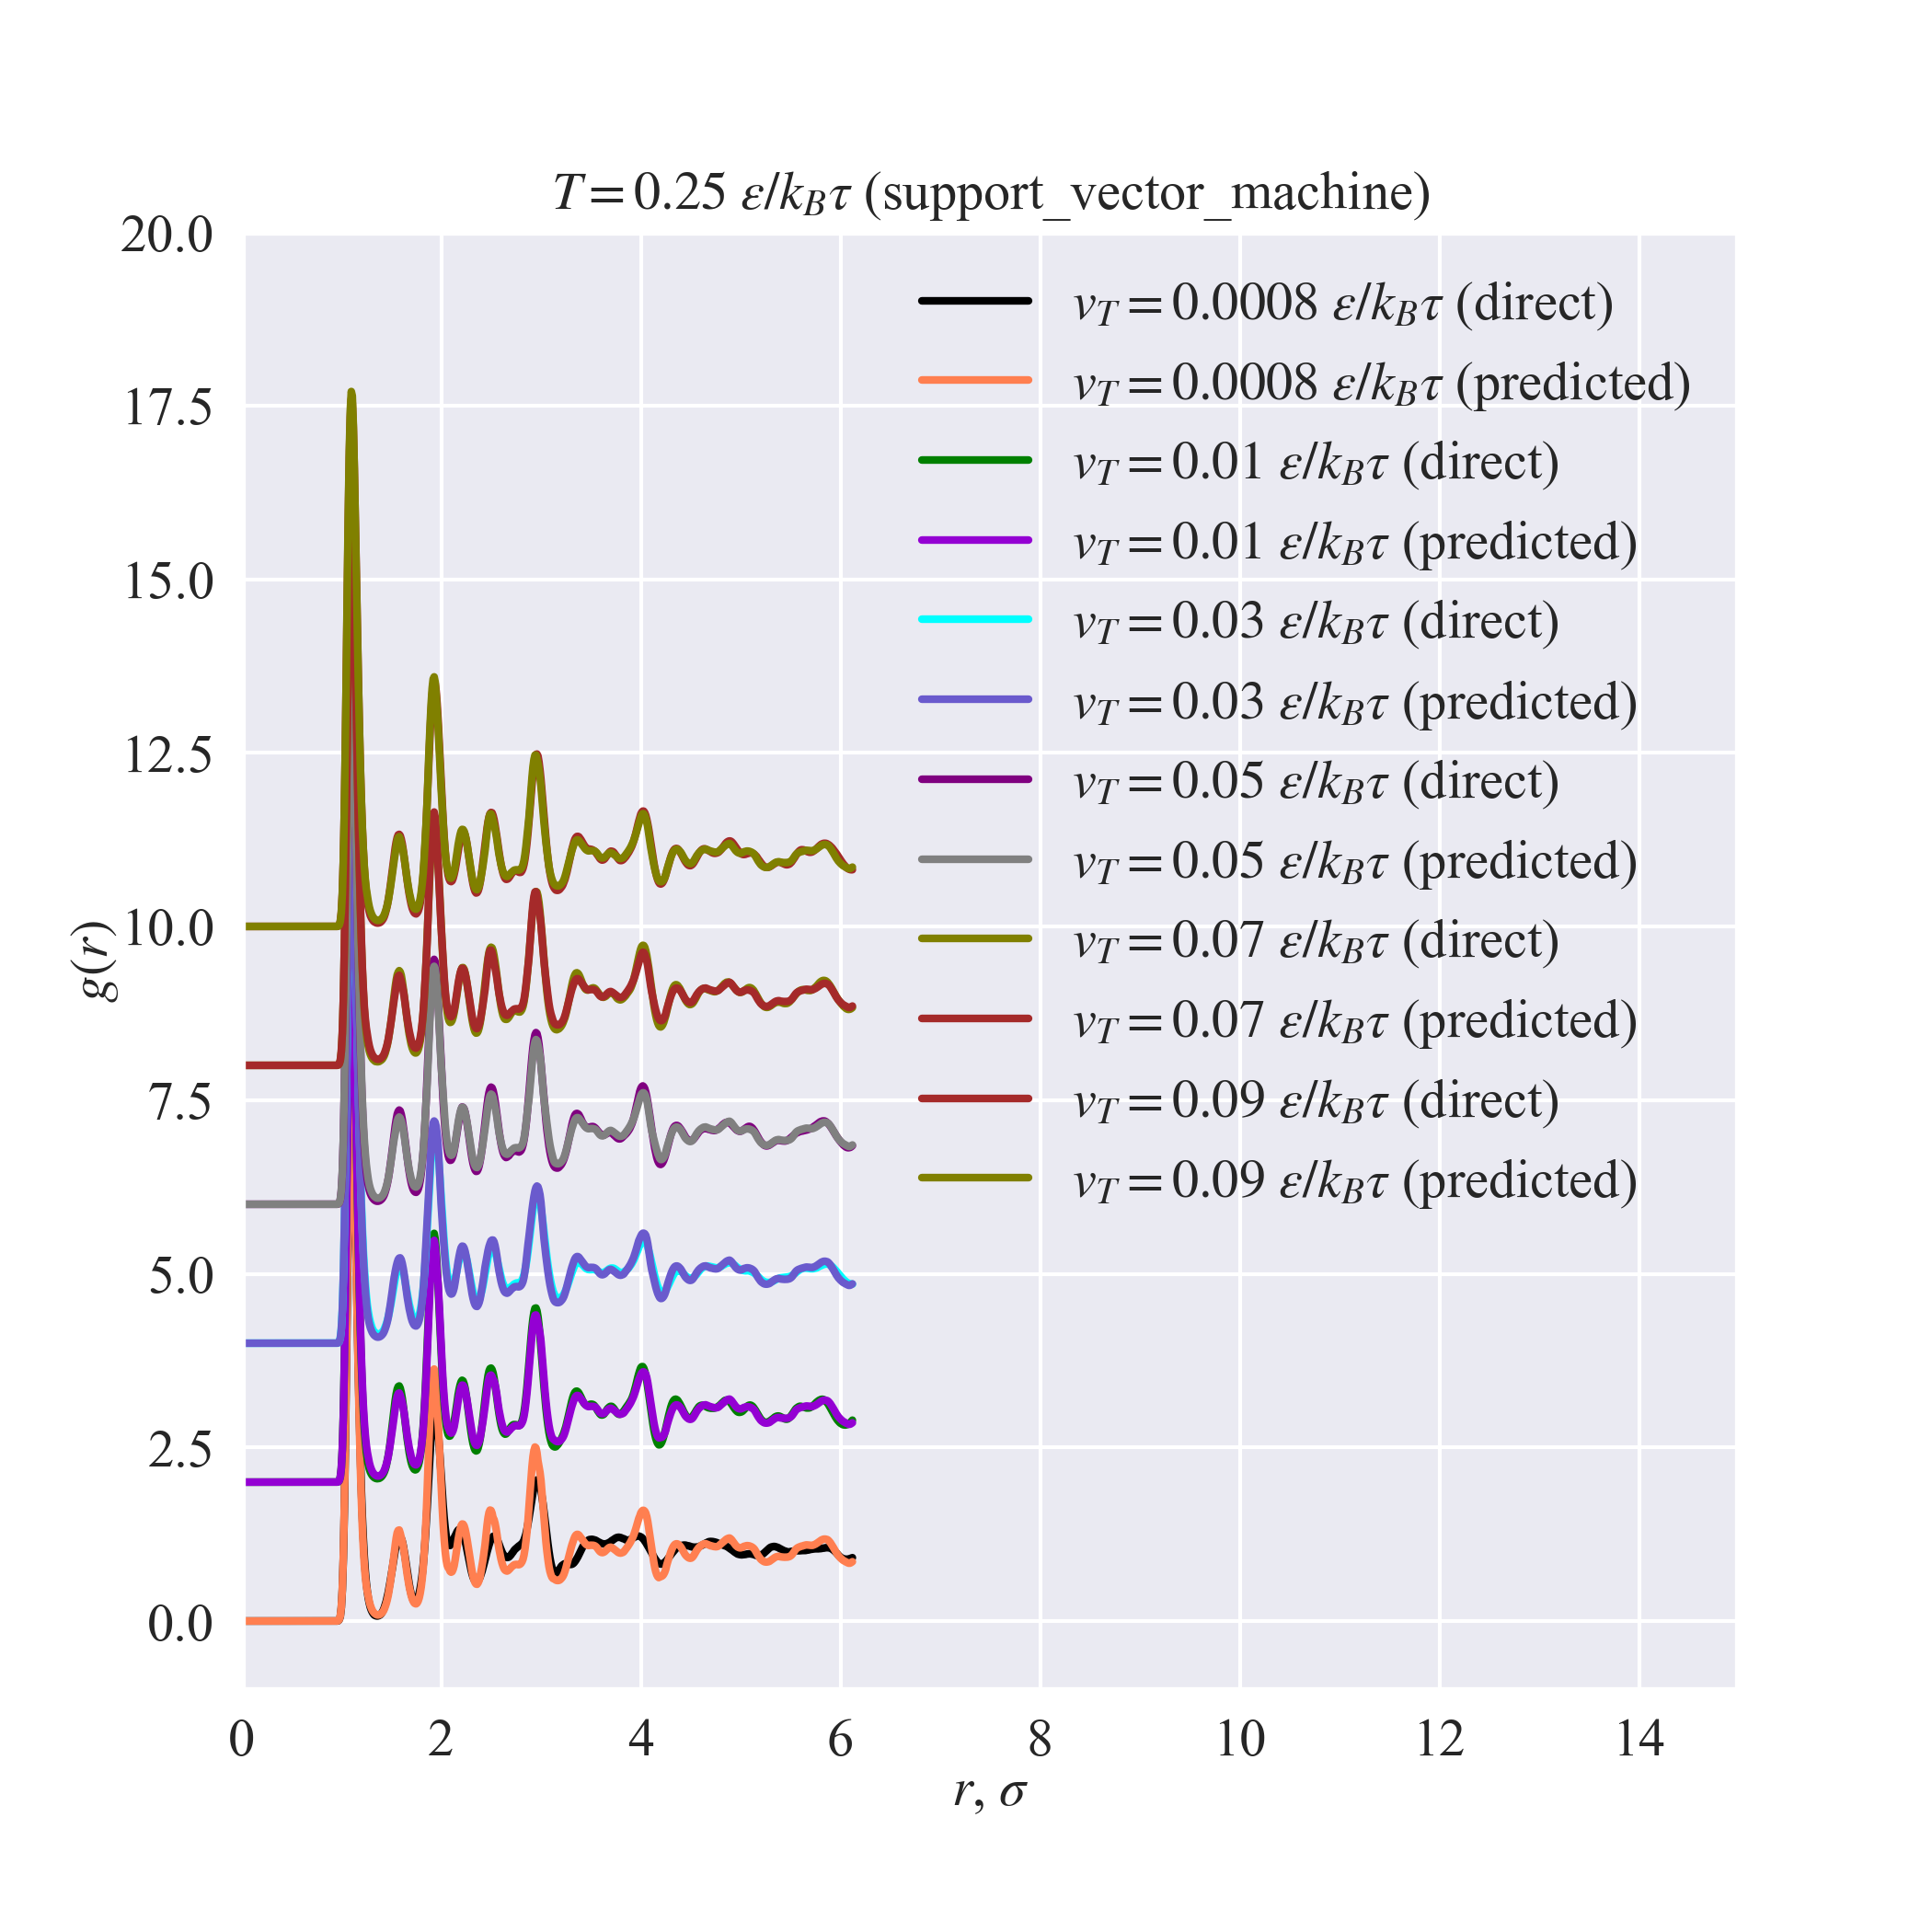 T = 0.25 ε/k_Bτ (support_vector_machine)
20.0
17.5
15.0
12.5
10.0
7.5
5.0
2.5
0.0
g(r)
v_T = 0.0008 ε/k_Bτ (direct)
v_T = 0.0008 ε/k_Bτ (predicted)
v_T = 0.01 ε/k_Bτ (direct)
v_T = 0.01 ε/k_Bτ (predicted)
v_T = 0.03 ε/k_Bτ (direct)
v_T = 0.03 ε/k_Bτ (predicted)
v_T = 0.05 ε/k_Bτ (direct)
v_T = 0.05 ε/k_Bτ (predicted)
v_T = 0.07 ε/k_Bτ (direct)
v_T = 0.07 ε/k_Bτ (predicted)
v_T = 0.09 ε/k_Bτ (direct)
v_T = 0.09 ε/k_Bτ (predicted)
0 2 4 6 8 10 12 14
r, σ